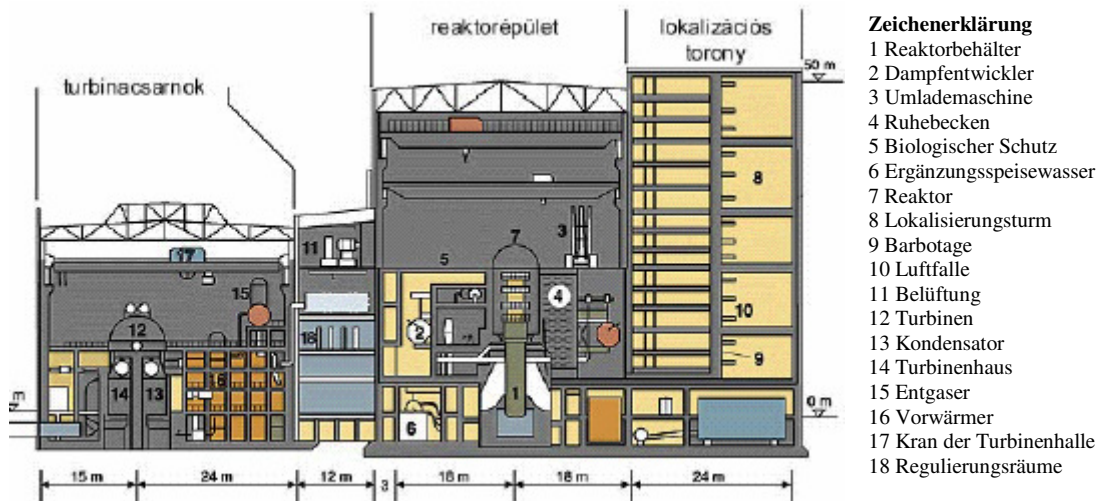 reaktorépület
lokalizációs
torony
turbinacsarnok
50 m
17
11
3
7
8
5
15
4
12
18
2
10
16
9
14
13
1
6
m
0 m
15 m
24 m
12 m
3
18 m
18 m
24 m
Zeichenerklärung
1 Reaktorbehälter
2 Dampfentwickler
3 Umlademaschine
4 Ruhebecken
5 Biologischer Schutz
6 Ergänzungsspeisewasser
7 Reaktor
8 Lokalisierungsturm
9 Barbotage
10 Luftfalle
11 Belüftung
12 Turbinen
13 Kondensator
14 Turbinenhaus
15 Entgaser
16 Vorwärmer
17 Kran der Turbinenhalle
18 Regulierungsräume